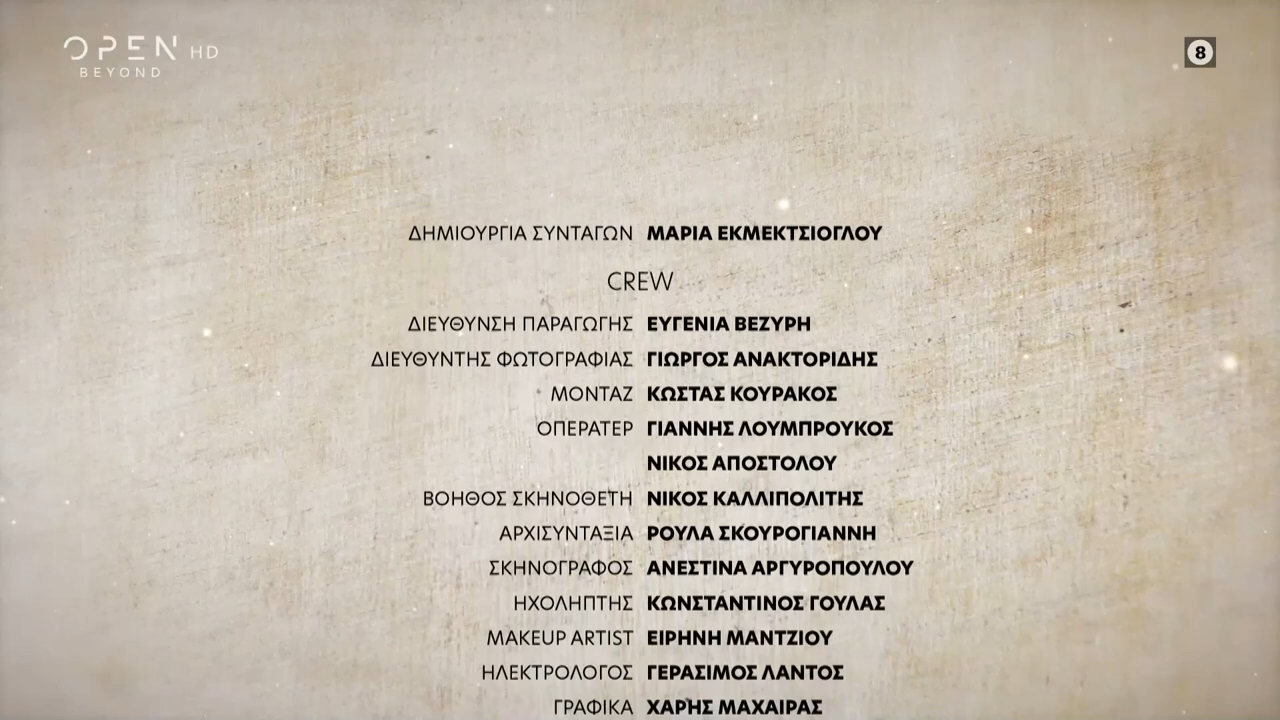 OPEN HD
BEYOND
8
ΔΗΜΙΟΥΡΓΙΑ ΣΥΝΤΑΓΩΝ ΜΑΡΙΑ ΕΚΜΕΚΤΣΙΟΓΛΟΥ
CREW
ΔΙΕΥΘΥΝΣΗ ΠΑΡΑΓΩΓΗΣ ΕΥΓΕΝΙΑ ΒΕΖΥΡΗ
ΔΙΕΥΘΥΝΤΗΣ ΦΩΤΟΓΡΑΦΙΑΣ ΓΙΩΡΓΟΣ ΑΝΑΚΤΟΡΙΔΗΣ
ΜΟΝΤΑΖ ΚΩΣΤΑΣ ΚΟΥΡΑΚΟΣ
ΟΠΕΡΑΤΕΡ ΓΙΑΝΝΗΣ ΛΟΥΜΠΡΟΥΚΟΣ
ΝΙΚΟΣ ΑΠΟΣΤΟΛΟΥ
ΒΟΗΘΟΣ ΣΚΗΝΟΘΕΤΗ ΝΙΚΟΣ ΚΑΛΛΙΠΟΛΙΤΗΣ
ΑΡΧΙΣΥΝΤΑΞΙΑ ΡΟΥΛΑ ΣΚΟΥΡΟΓΙΑΝΝΗ
ΣΚΗΝΟΓΡΑΦΟΣ ΑΝΕΣΤΙΝΑ ΑΡΓΥΡΟΠΟΥΛΟΥ
ΗΧΟΛΗΠΤΗΣ ΚΩΝΣΤΑΝΤΙΝΟΣ ΓΟΥΛΑΣ
MAKEUP ARTIST ΕΙΡΗΝΗ ΜΑΝΤΖΙΟΥ
ΗΛΕΚΤΡΟΛΟΓΟΣ ΓΕΡΑΣΙΜΟΣ ΛΑΝΤΟΣ
ΓΡΑΦΙΚΑ ΧΑΡΗΣ ΜΑΧΑΙΡΑΣ